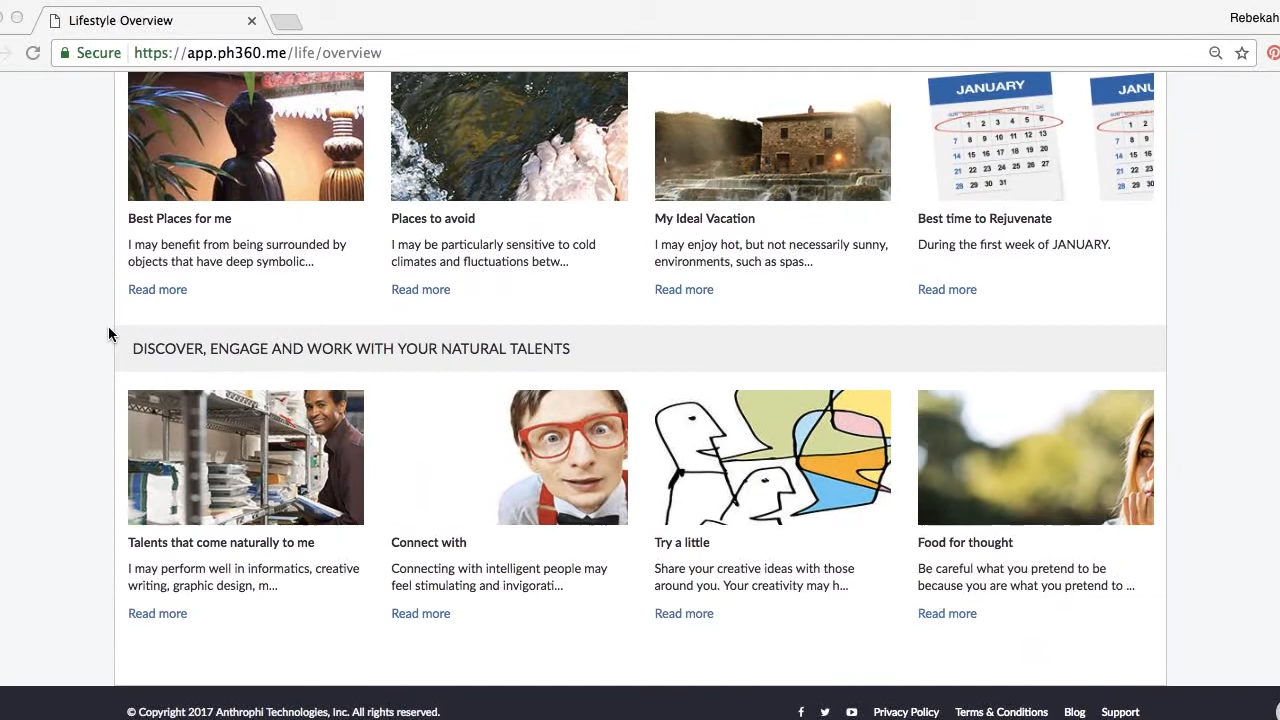 Lifestyle Overview
Rebekah
Secure https://app.ph360.me/life/overview
JANUARY
Best Places for me
I may benefit from being surrounded by
objects that have deep symbolic...
Read more
Places to avoid
I may be particularly sensitive to cold
climates and fluctuations betw...
Read more
My Ideal Vacation
I may enjoy hot, but not necessarily sunny,
environments, such as spas...
Read more
Best time to Rejuvenate
During the first week of JANUARY.
Read more
DISCOVER, ENGAGE AND WORK WITH YOUR NATURAL TALENTS
Talents that come naturally to me
I may perform well in informatics, creative
writing, graphic design, m...
Read more
Connect with
Connecting with intelligent people may
feel stimulating and invigorati...
Read more
Try a little
Share your creative ideas with those
around you. Your creativity may h...
Read more
Food for thought
Be careful what you pretend to be
because you are what you pretend to ...
Read more
© Copyright 2017 Anthrophi Technologies, Inc. All rights reserved.
Privacy Policy Terms & Conditions Blog Support